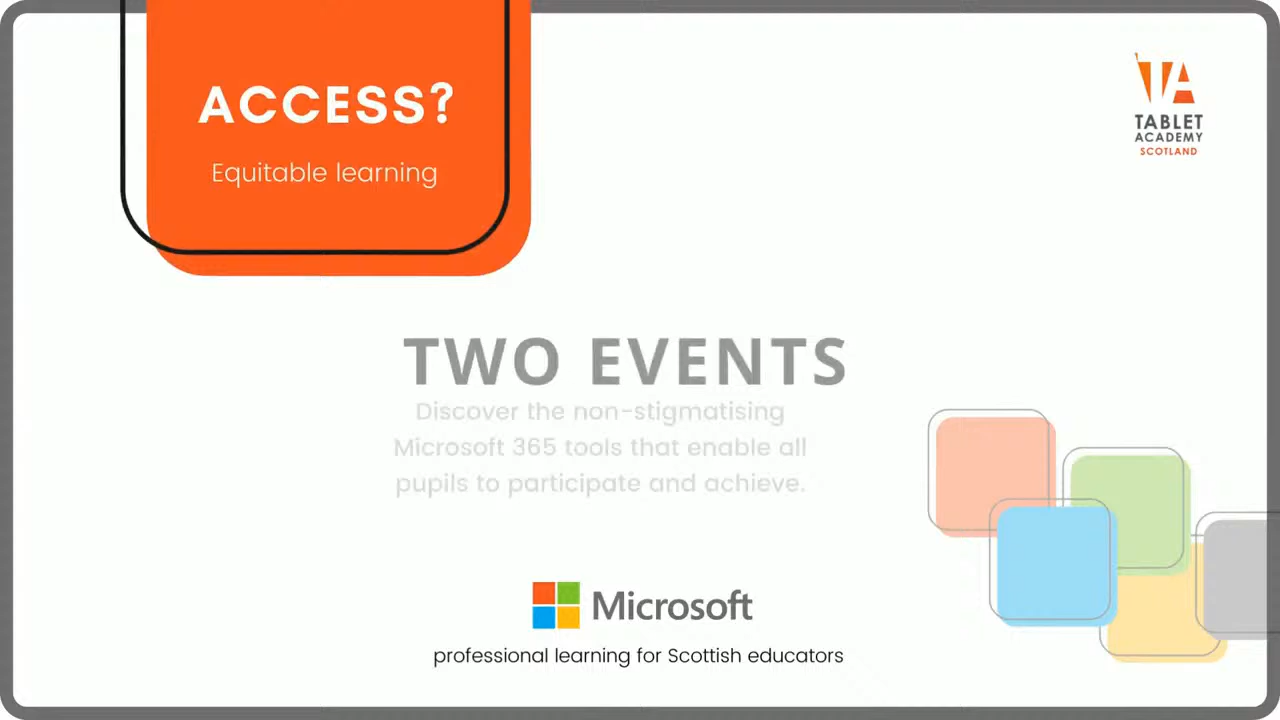 ACCESS?
Equitable learning
TABLET
ACADEMY
SCOTLAND
TWO EVENTS
Discover the non-stigmatising
Microsoft 365 tools that enable all
pupils to participate and achieve.
Microsoft
professional learning for Scottish educators